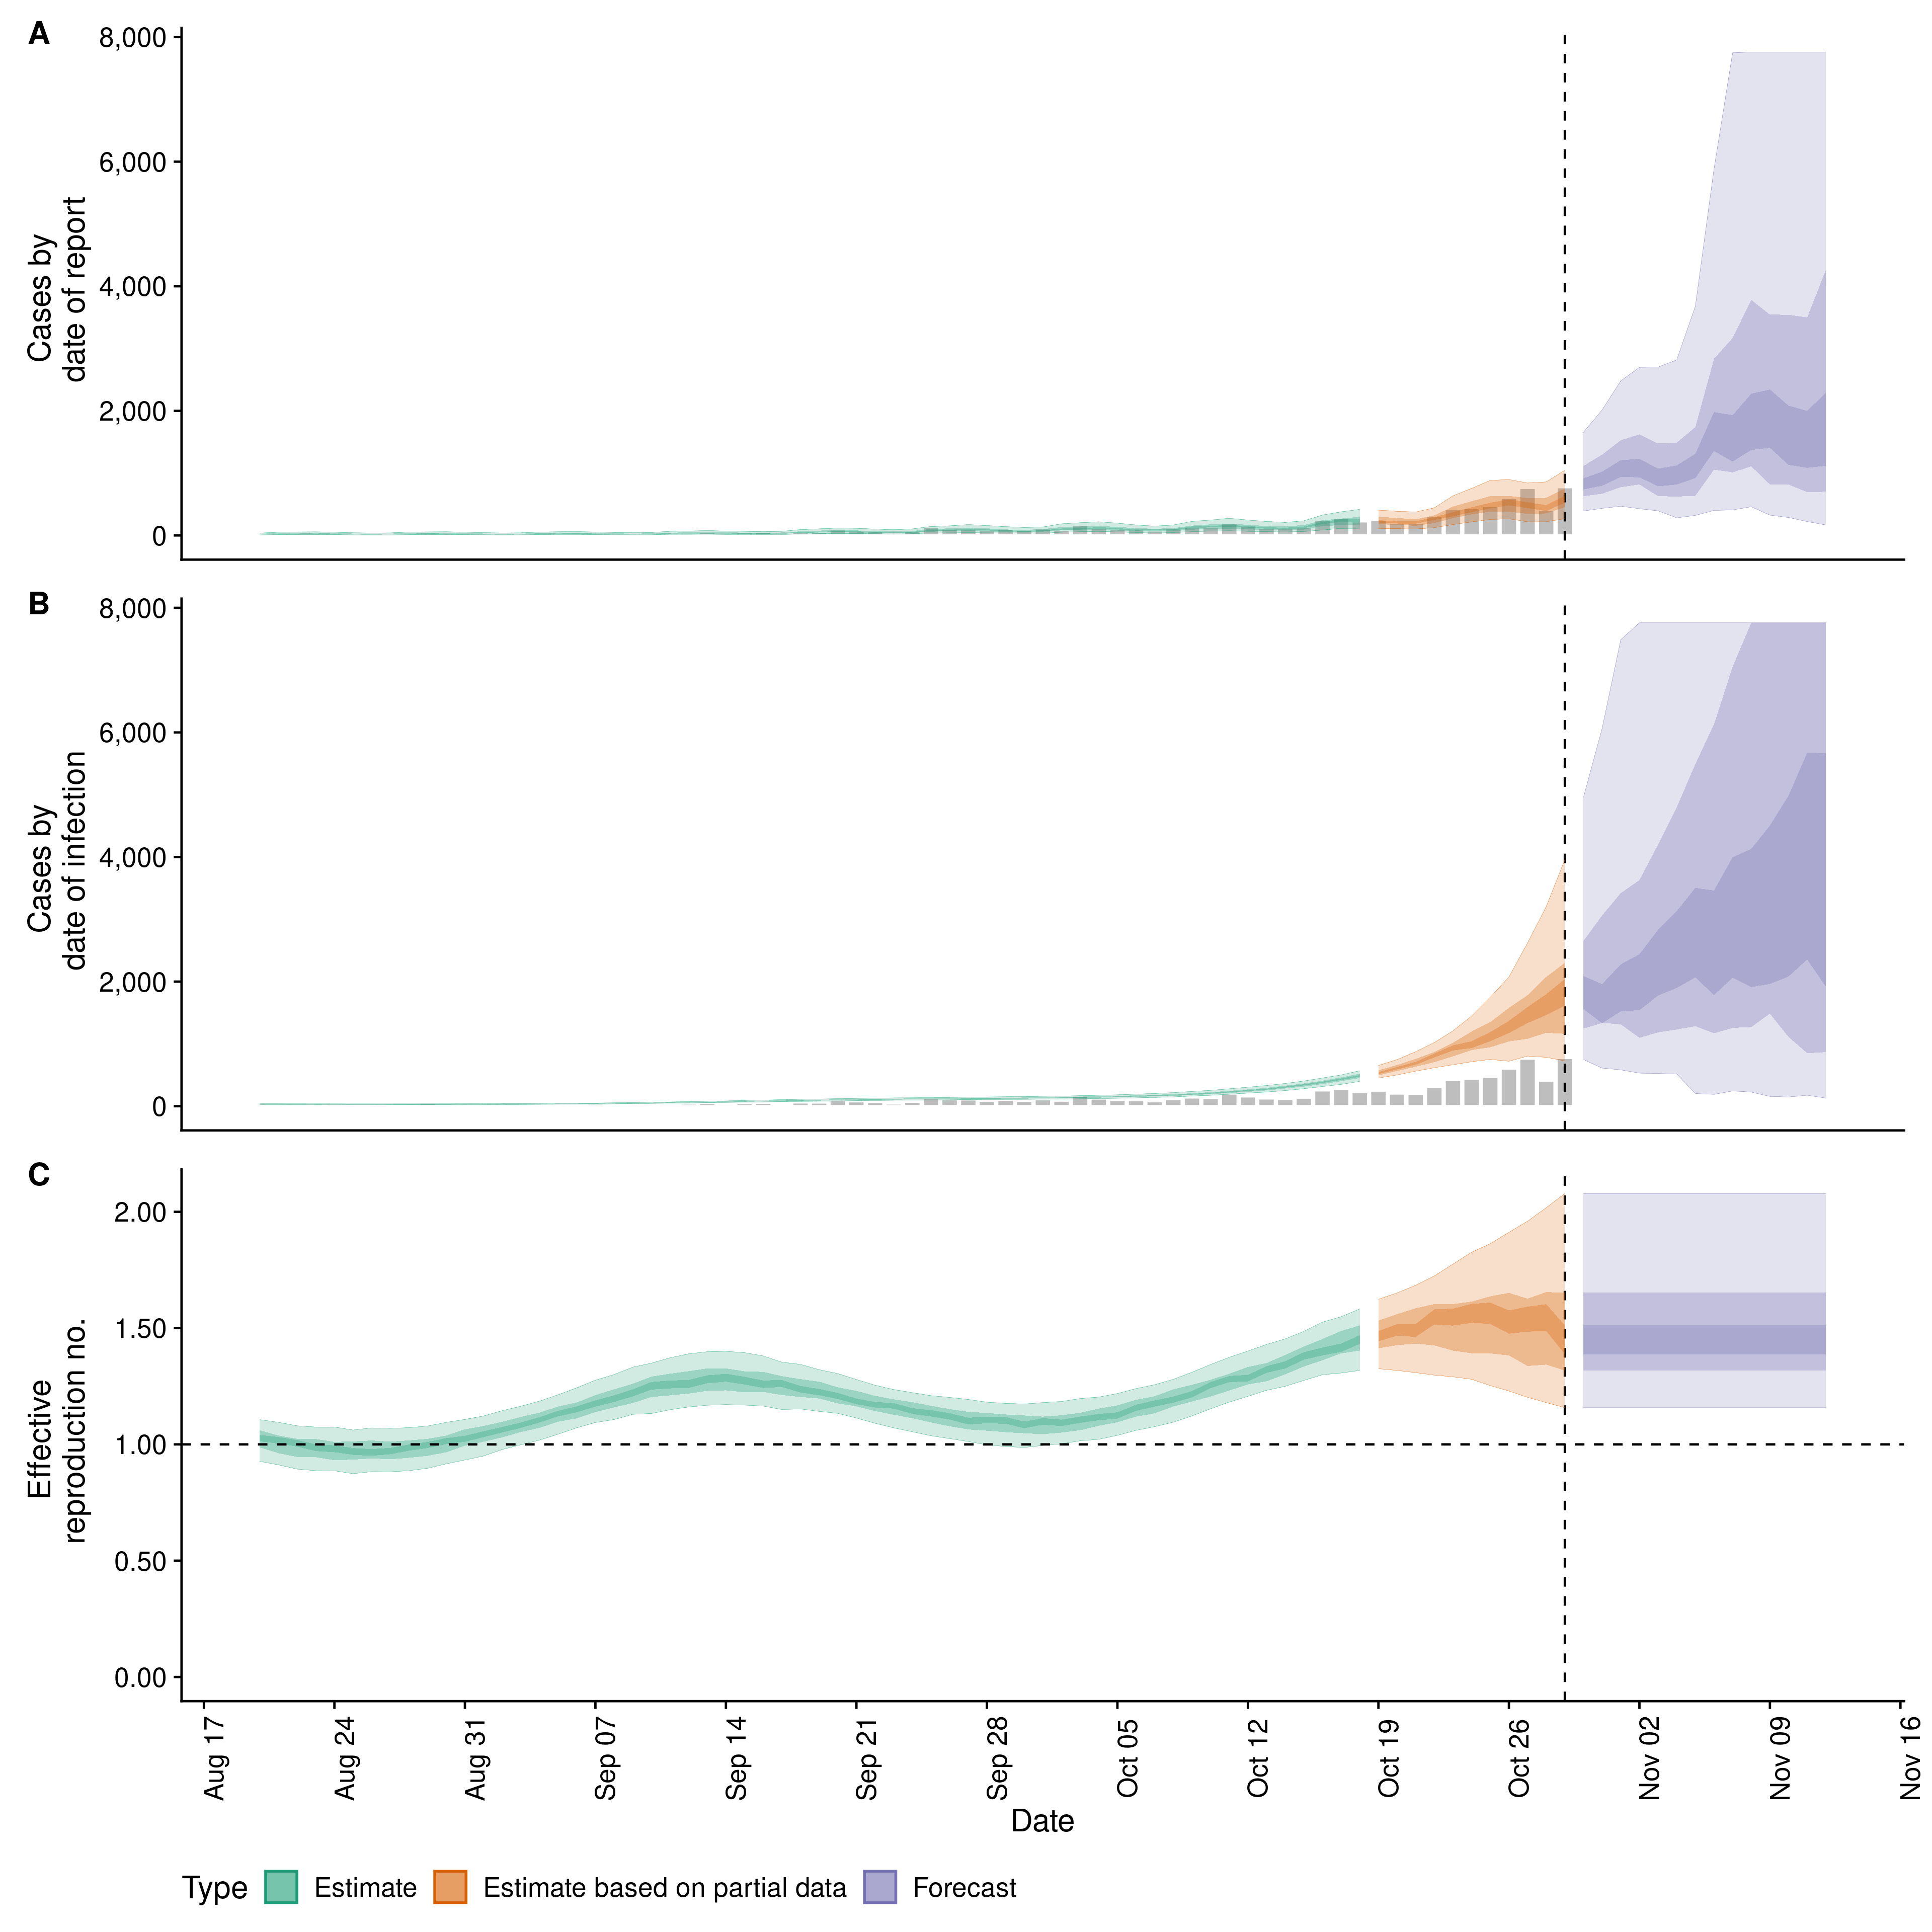 A
8,000
6,000
4,000
2,000
0
Cases by
date of report
B
8,000
6,000
4,000
2,000
0
Cases by
date of infection
C
2.00
1.50
1.00
0.50
0.00
Effective
reproduction no.
Aug 17
Aug 24
Aug 31
Sep 07
Sep 14
Sep 21
Sep 28
Oct 05
Oct 12
Oct 19
Oct 26
Nov 02
Nov 09
Nov 16
Date
Type Estimate Estimate based on partial data Forecast